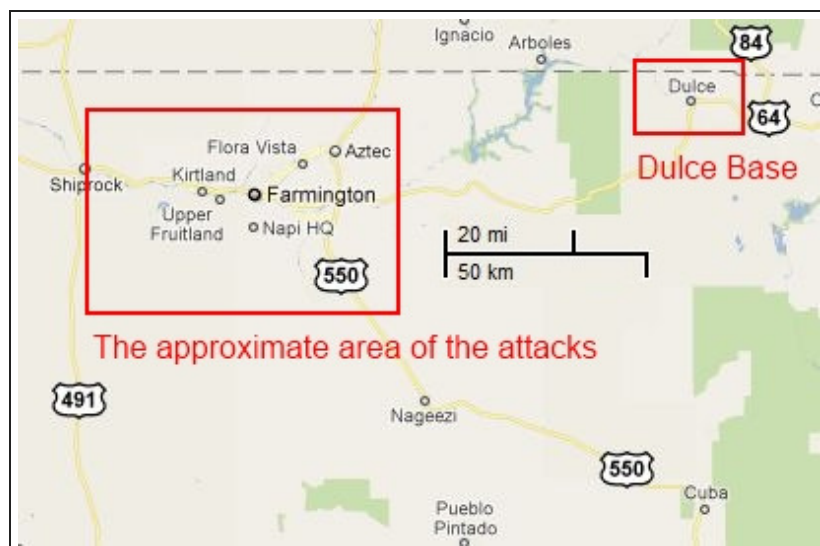 Ignacio
Arboles
84
Dulce
64
Dulce Base
Flora Vista
Aztec
Shiprock
Kirtland
Farmington
Upper
Fruitland
Napi HQ
20 mi
50 km
550
The approximate area of the attacks
491
Nageezi
550
Cuba
Pueblo
Pintado